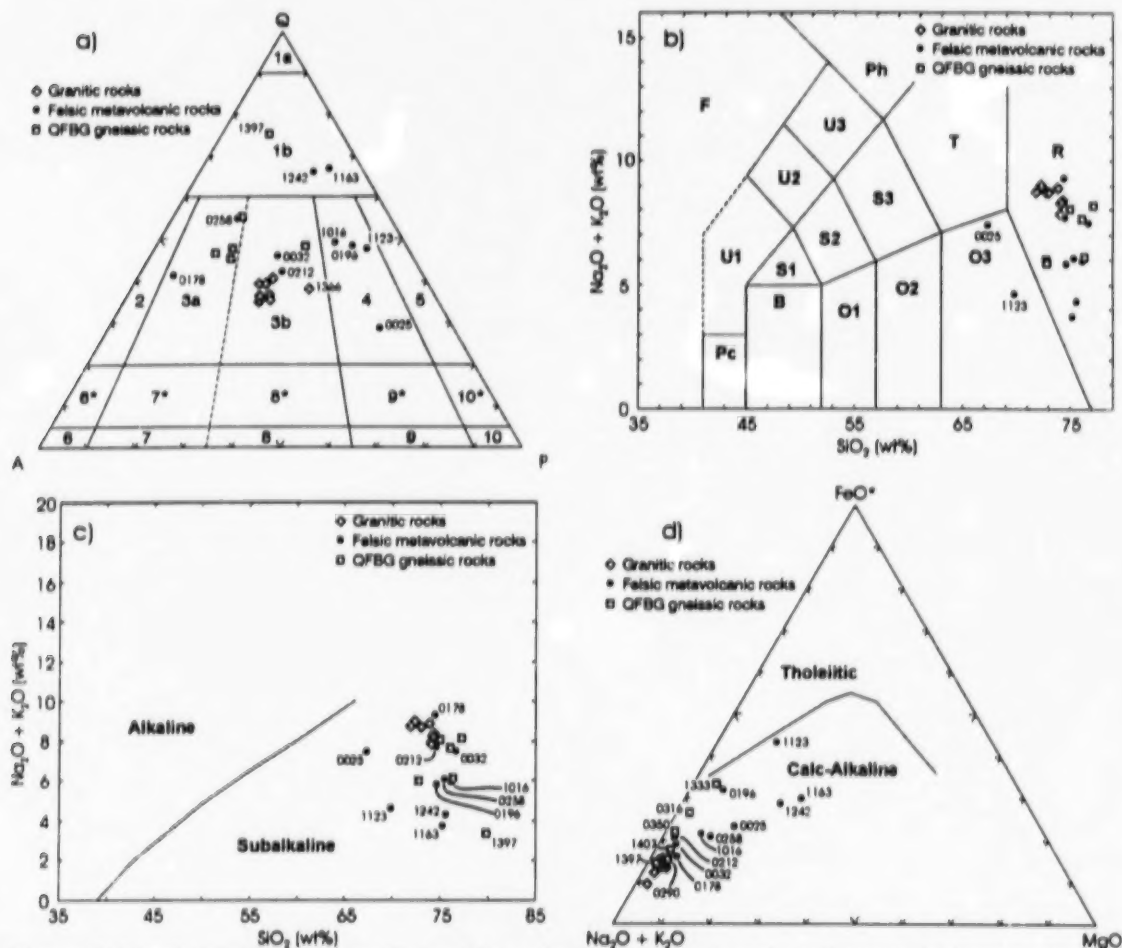 a)
Q
1a
◇ Granitic rocks
• Felsic metavolcanic rocks
□ QFBG gneissic rocks
1397
1b
1242
1163
0258
1016
1123
0196
0032
0212
0178
1366
2
3a
3b
4
5
0025
6*
7*
8*
9*
10*
6
7
8
9
10
A
P
b)
◇ Granitic rocks
• Felsic metavolcanic rocks
□ QFBG gneissic rocks
Na₂O + K₂O (wt%)
15
10
5
0
F
Ph
U3
T
R
U2
S3
U1
S2
S1
0025
O3
B
O1
O2
1123
Pc
35
45
55
65
75
SiO₂ (wt%)
c)
◇ Granitic rocks
• Felsic metavolcanic rocks
□ QFBG gneissic rocks
Na₂O + K₂O (wt%)
20
18
16
14
12
10
8
6
4
2
0
Alkaline
Subalkaline
0178
0025
0212
0032
1016
0258
0196
1123
1242
1163
1397
35
45
55
65
75
85
SiO₂ (wt%)
d)
FeO*
◇ Granitic rocks
• Felsic metavolcanic rocks
□ QFBG gneissic rocks
Tholeiitic
1123
Calc-Alkaline
1333
0196
1163
0316
1242
0350
0025
0258
1407
1016
0212
1397
0032
0178
0290
Na₂O + K₂O
MgO